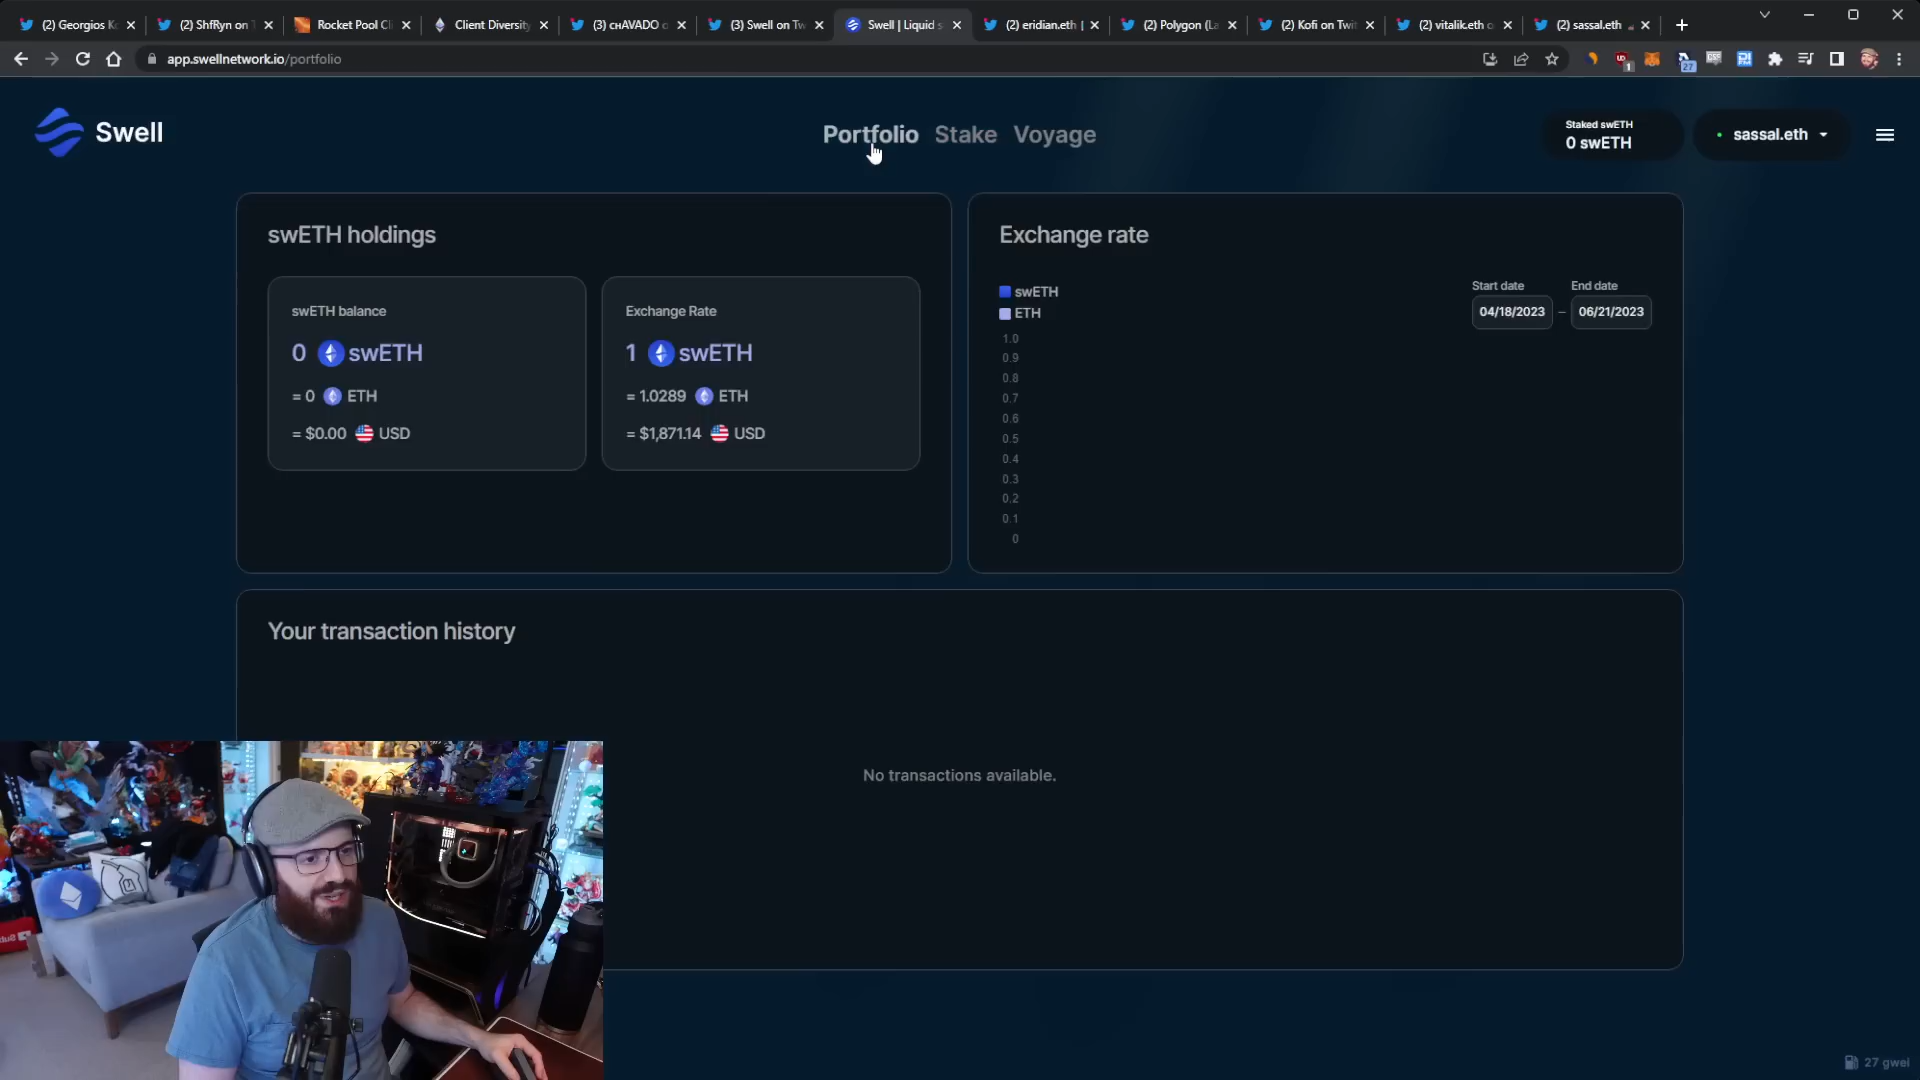 (2) Georgios K
(2) ShfRyn on T
Rocket Pool Cl
Client Diversity
(3) cHAVADO o
(3) Swell on Tw
Swell | Liquid s
(2) eridian.eth |
(2) Polygon (La
(2) Kofi on Twit
(2) vitalik.eth o
(2) sassal.eth
app.swellnetwork.io/portfolio
1
27
Swell
Portfolio
Stake
Voyage
Staked swETH
0 swETH
sassal.eth
swETH holdings
swETH balance
0 swETH
= 0 ETH
= $0.00 USD
Exchange Rate
1 swETH
= 1.0289 ETH
= $1,871.14 USD
Exchange rate
swETH
ETH
Start date
04/18/2023
–
End date
06/21/2023
1.0
0.9
0.8
0.7
0.6
0.5
0.4
0.3
0.2
0.1
0
Your transaction history
No transactions available.
27 gwei